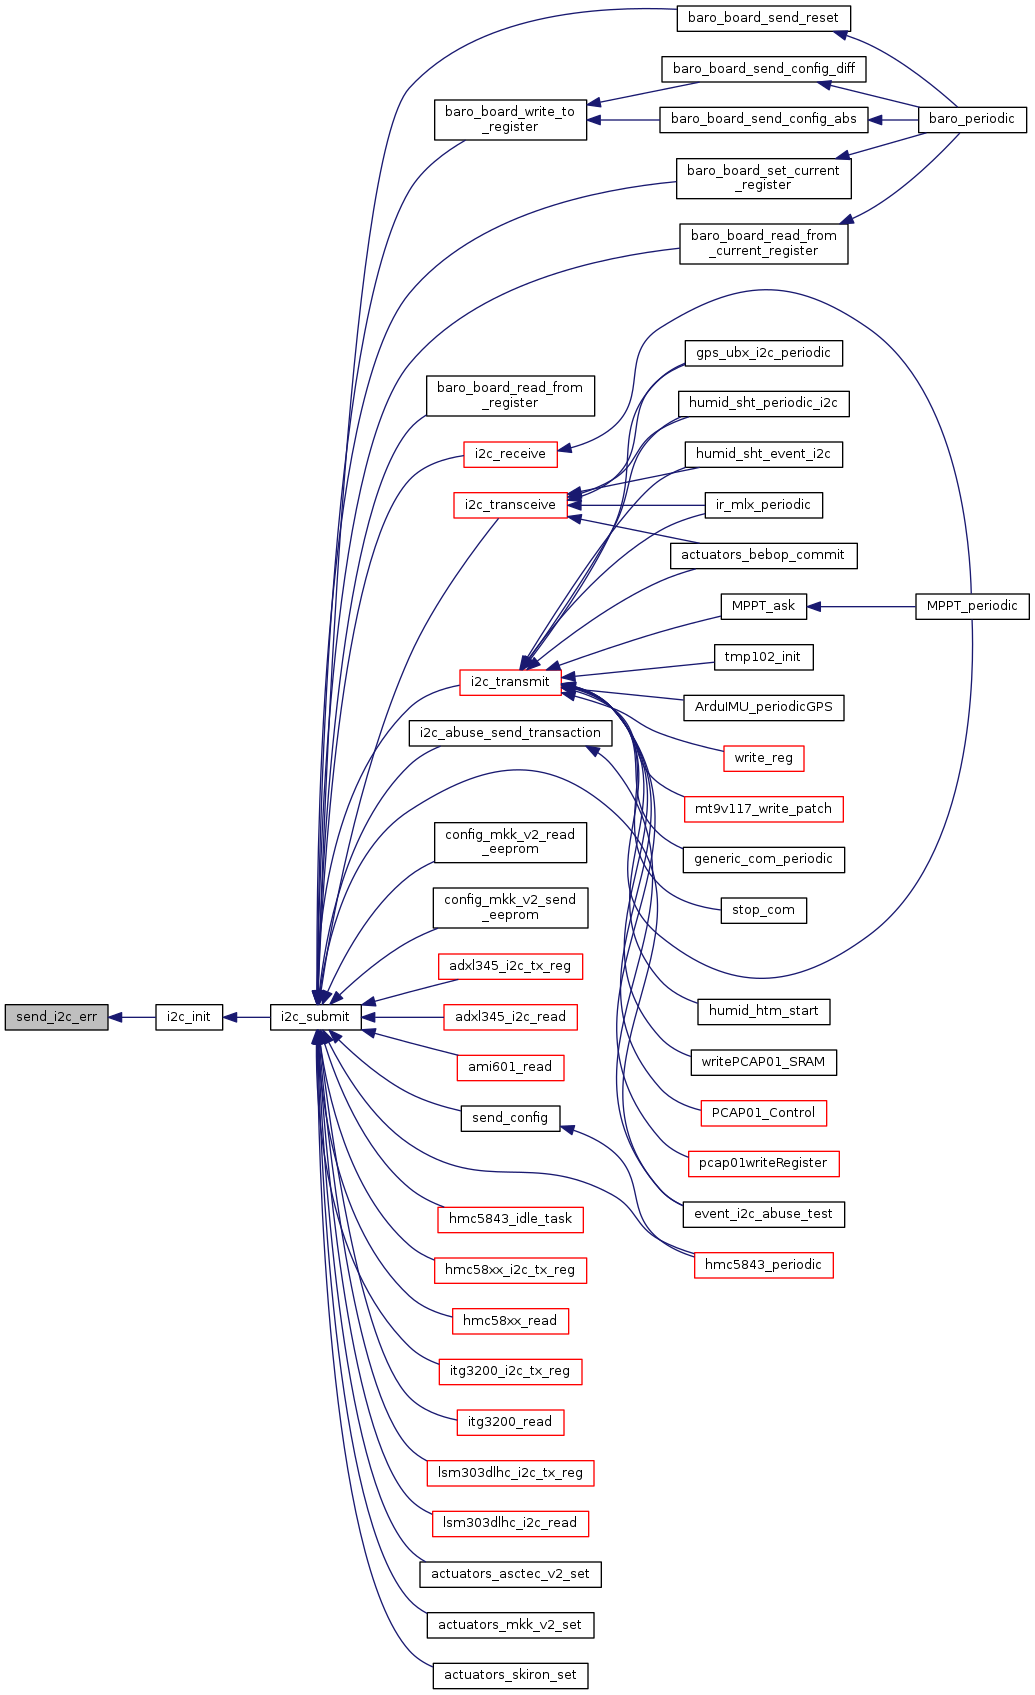 baro_board_send_reset
baro_board_send_config_diff
baro_board_write_to
_register
baro_board_send_config_abs
baro_periodic
baro_board_set_current
_register
baro_board_read_from
_current_register
gps_ubx_i2c_periodic
baro_board_read_from
_register
humid_sht_periodic_i2c
i2c_receive
humid_sht_event_i2c
i2c_transceive
ir_mlx_periodic
actuators_bebop_commit
MPPT_ask
MPPT_periodic
tmp102_init
i2c_transmit
ArduIMU_periodicGPS
i2c_abuse_send_transaction
write_reg
mt9v117_write_patch
config_mkk_v2_read
_eeprom
generic_com_periodic
config_mkk_v2_send
_eeprom
stop_com
adxl345_i2c_tx_reg
send_i2c_err
i2c_init
i2c_submit
adxl345_i2c_read
humid_htm_start
ami601_read
writePCAP01_SRAM
send_config
PCAP01_Control
pcap01writeRegister
hmc5843_idle_task
event_i2c_abuse_test
hmc58xx_i2c_tx_reg
hmc5843_periodic
hmc58xx_read
itg3200_i2c_tx_reg
itg3200_read
lsm303dlhc_i2c_tx_reg
lsm303dlhc_i2c_read
actuators_asctec_v2_set
actuators_mkk_v2_set
actuators_skiron_set